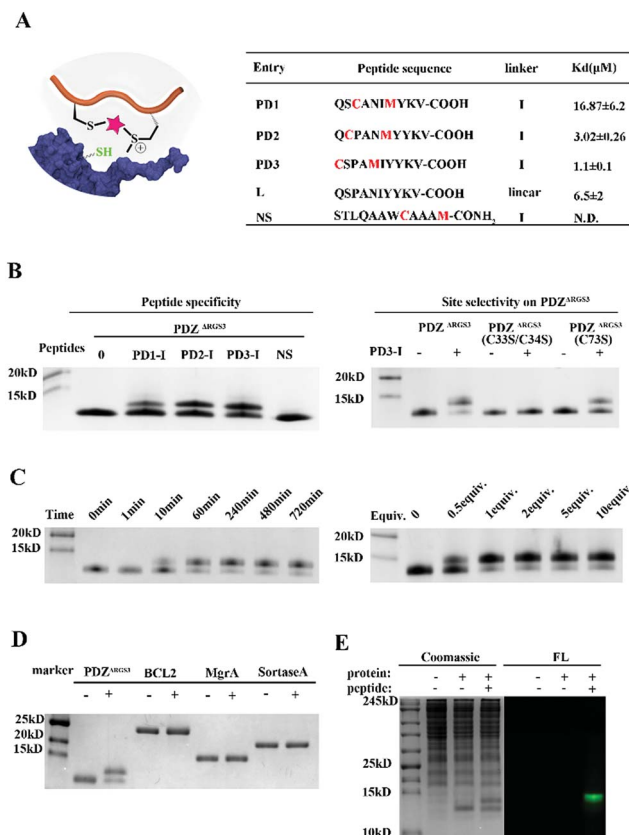 A
S
S
+
SH
Entry Peptide sequence linker Kd(μM)
PD1 QSCANIMYYKV-COOH I 16.87±6.2
PD2 QCPANMYYKV-COOH I 3.02±0.26
PD3 CSPAMIYYKV-COOH I 1.1±0.1
L QSPANIYYKV-COOH linear 6.5±2
NS STLQAAWCAAAM-CONH2 I N.D.
B
Peptide specificity
PDZ ΔRGS3
Peptides 0 PD1-I PD2-I PD3-I NS
20kD
15kD
Site selectivity on PDZΔRGS3
PDZ ΔRGS3 PDZ ΔRGS3 (C33S/C34S) PDZ ΔRGS3 (C73S)
PD3-I - + - + - +
20kD
15kD
C
Time 0min 1min 10min 60min 240min 480min 720min
20kD
15kD
Equiv. 0 0.5equiv. 1equiv. 2equiv. 5equiv. 10equiv.
20kD
15kD
D
marker PDZΔRGS3 BCL2 MgrA SortaseA
- + - + - + - +
25kD
20kD
15kD
E
Coomassie FL
protein: - + + - + +
peptide: - - + - - +
245kD
25kD
15kD
10kD